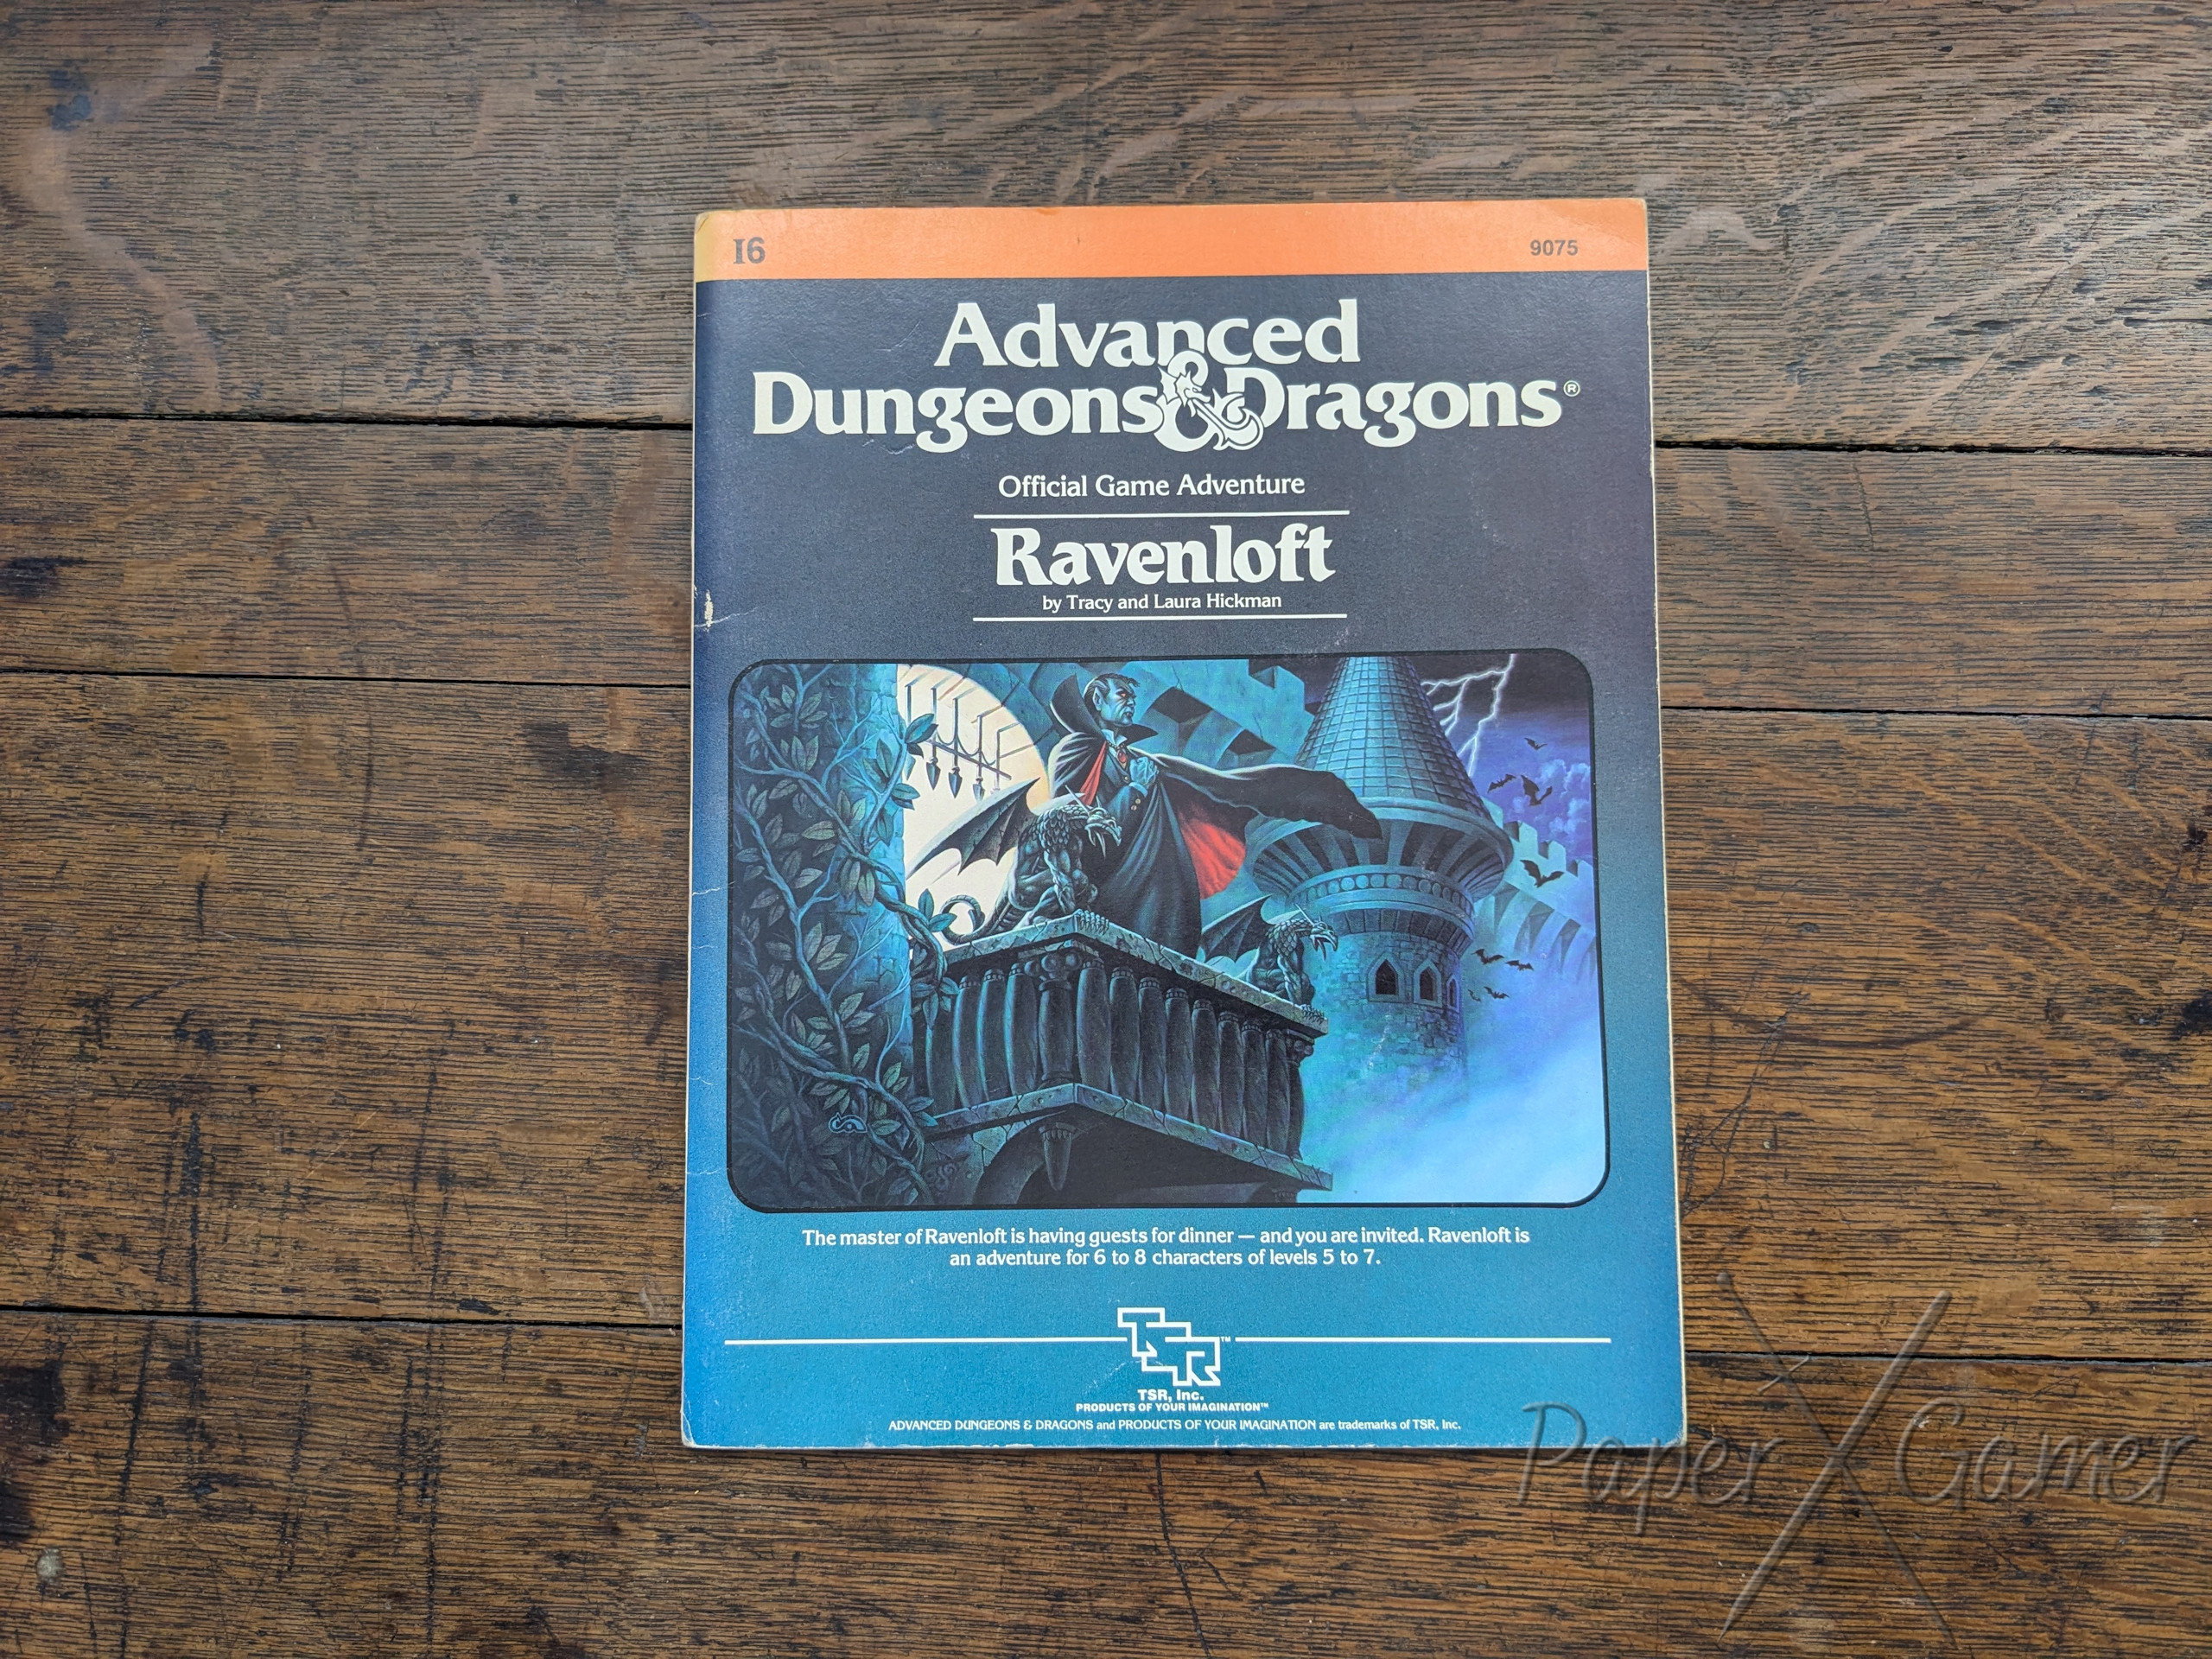 I6
9075
Advanced
Dungeons & Dragons®
Official Game Adventure
Ravenloft
by Tracy and Laura Hickman
The master of Ravenloft is having guests for dinner — and you are invited. Ravenloft is
an adventure for 6 to 8 characters of levels 5 to 7.
TSR™
TSR, Inc.
PRODUCTS OF YOUR IMAGINATION™
ADVANCED DUNGEONS & DRAGONS and PRODUCTS OF YOUR IMAGINATION are trademarks of TSR, Inc.
Paper Gamer